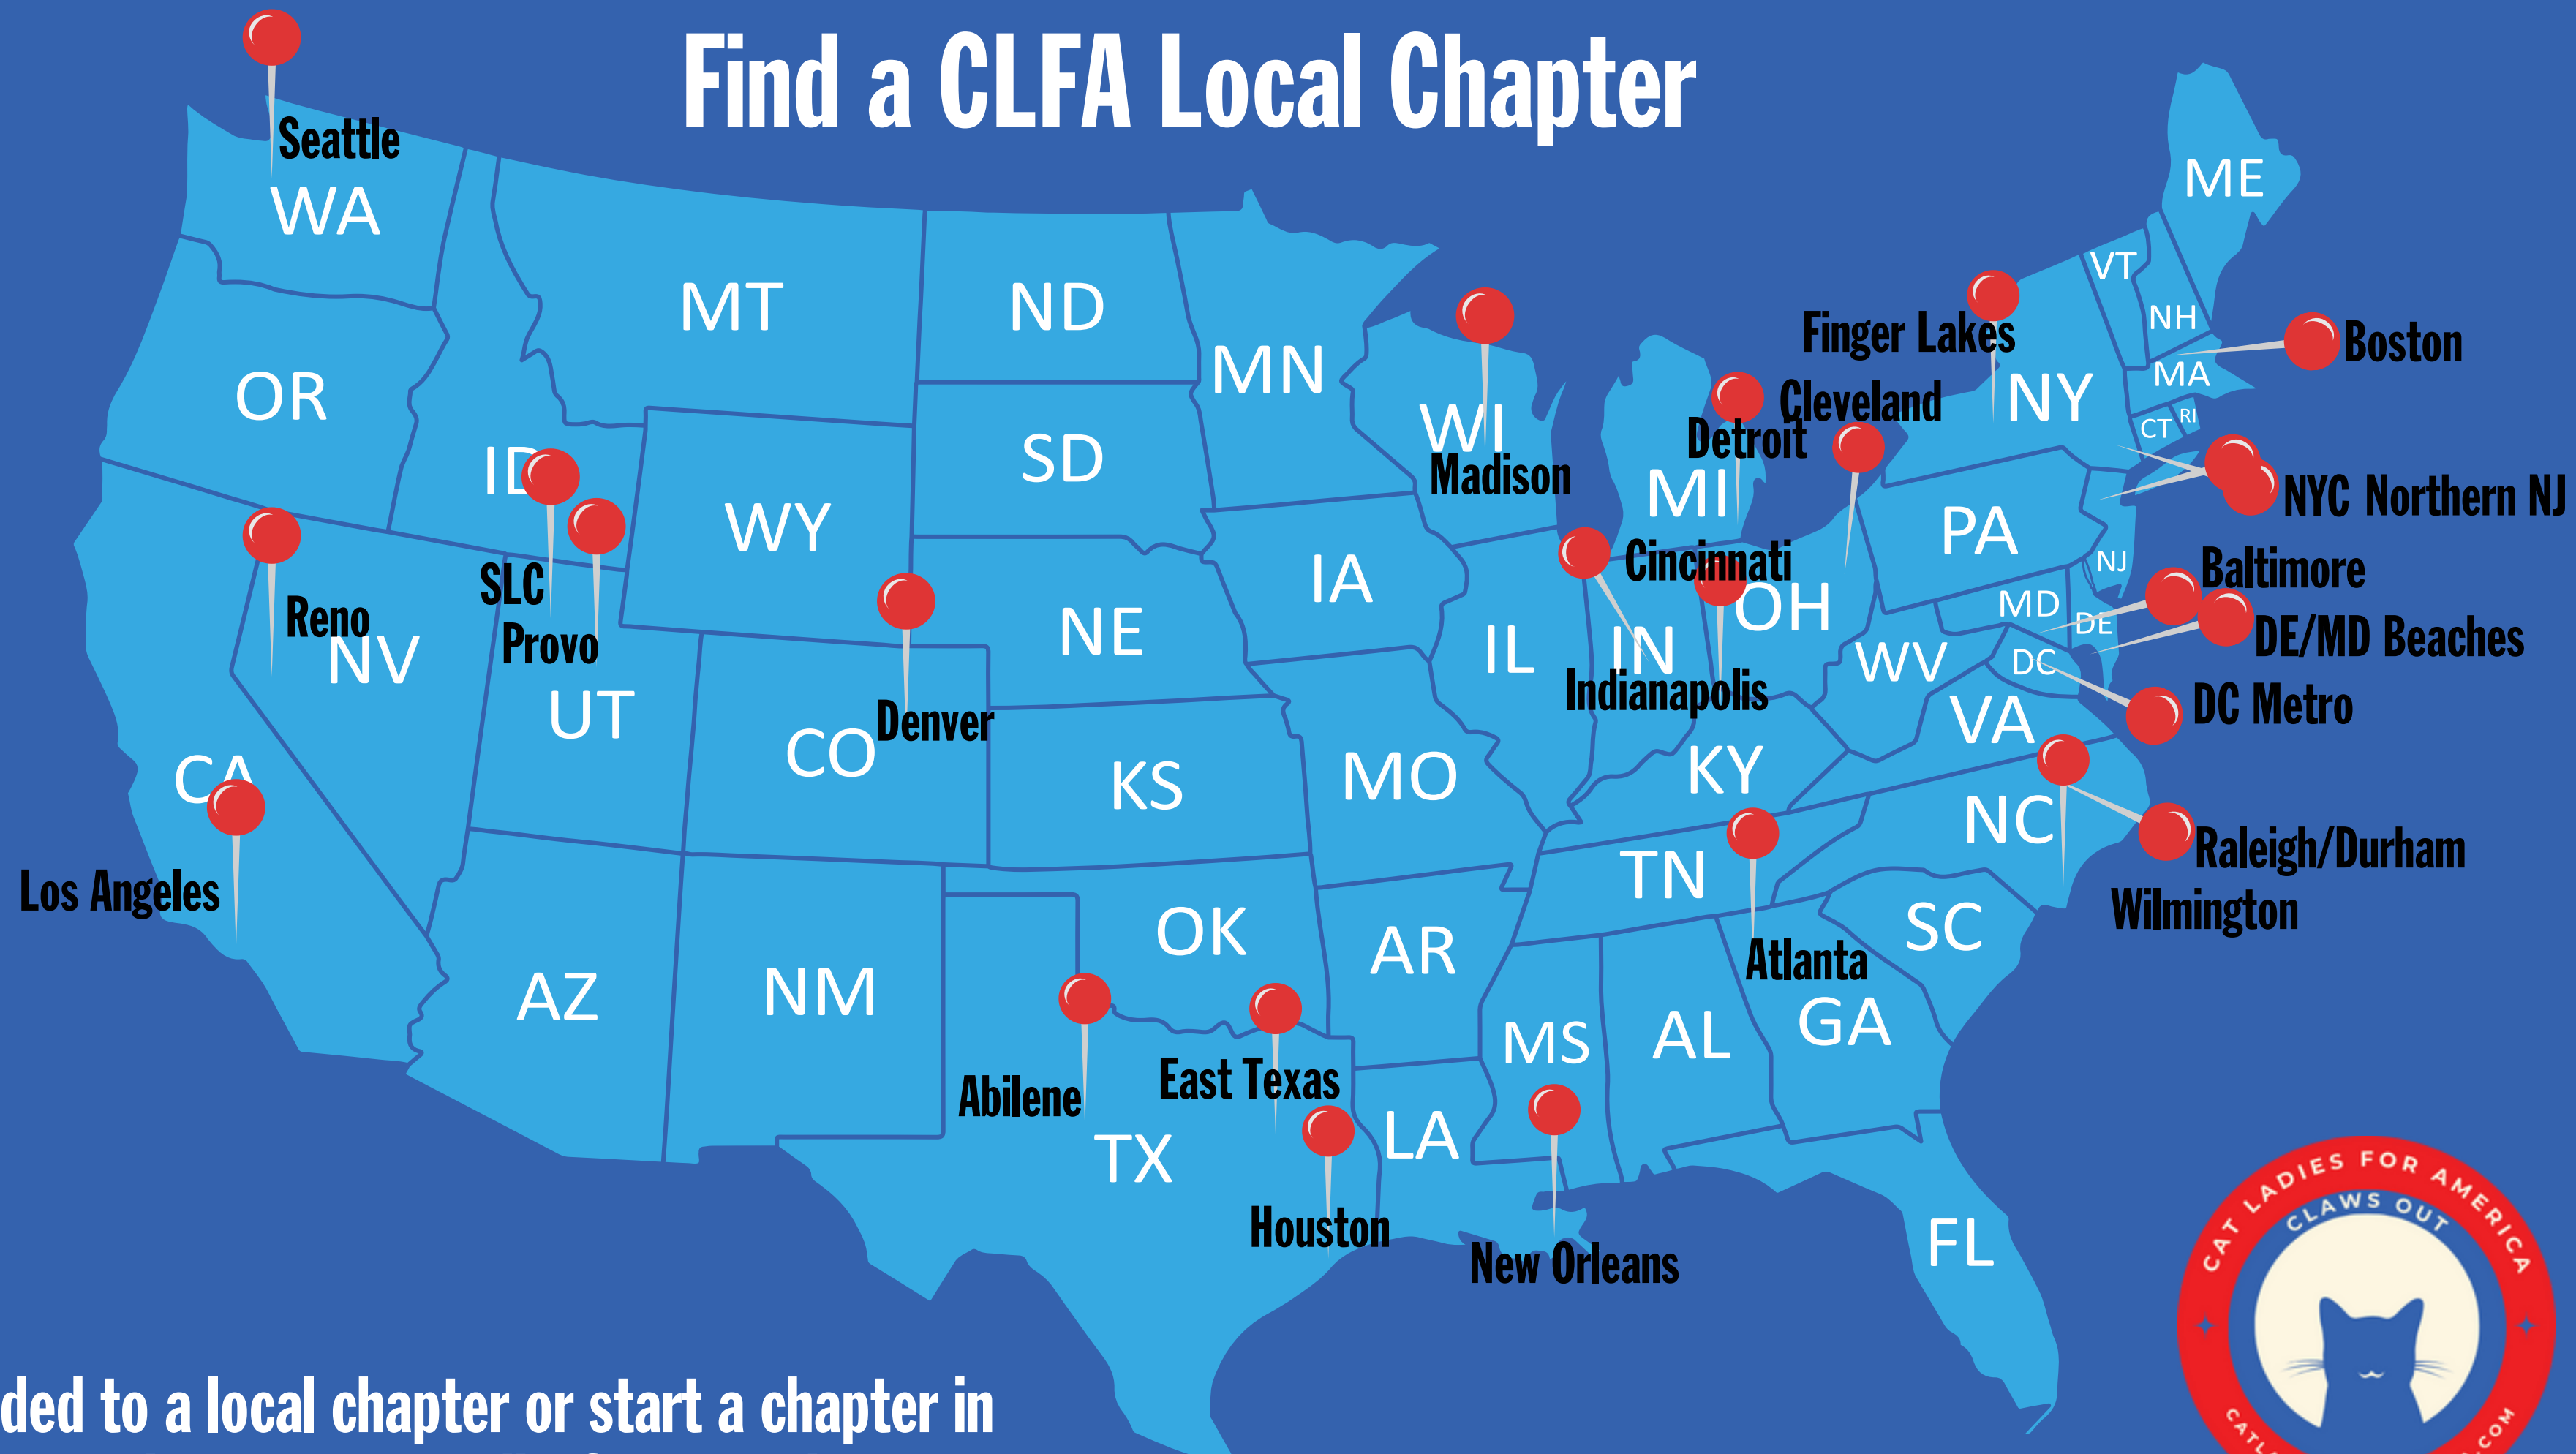 Find a CLFA Local Chapter
Seattle
WA
ME
VT
MT
ND
NH
Finger Lakes
Boston
MN
MA
OR
NY
Cleveland
WI
RI
CT
Detroit
SD
ID
Madison
MI
NYC Northern NJ
WY
PA
Cincinnati
NJ
Baltimore
SLC
IA
Reno
OH
MD
DE
NE
DE/MD Beaches
Provo
NV
IL
IN
WV
DC
Indianapolis
DC Metro
UT
Denver
VA
CO
CA
KS
MO
KY
NC
Raleigh/Durham
TN
Los Angeles
Wilmington
OK
SC
AR
Atlanta
AZ
NM
GA
MS
AL
East Texas
Abilene
LA
TX
Houston
New Orleans
FL
CAT LADIES FOR AMERICA
CLAWS OUT
ded to a local chapter or start a chapter in